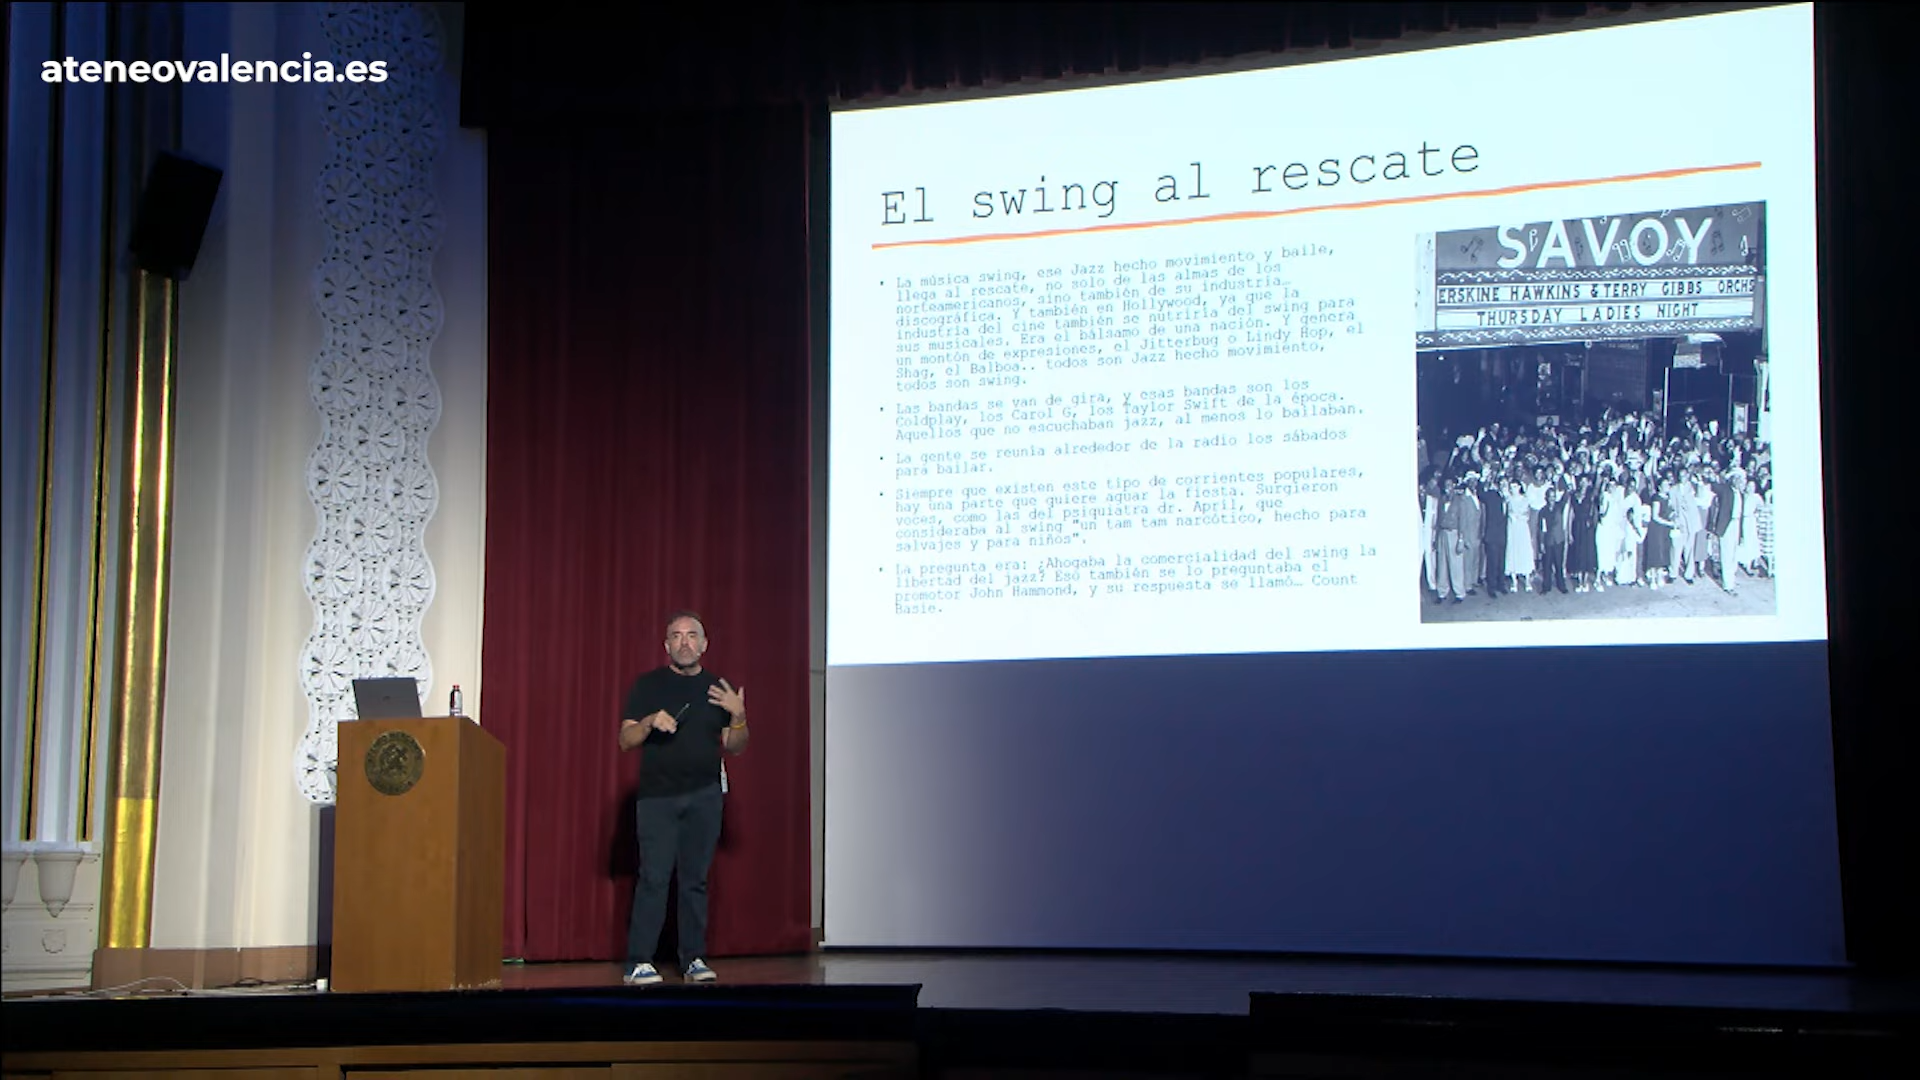 ateneovalencia.es
El swing al rescate
La música swing, ese Jazz hecho movimiento y baile,
llega al rescate, no solo de las almas de los
norteamericanos, sino también de su industria…
discográfica. Y también en Hollywood, ya que la
industria del cine también se nutriría del swing para
sus musicales. Era el bálsamo de una nación. Y genera
un montón de expresiones, el Jitterbug o Lindy Hop, el
Shag, el Balboa.. todos son Jazz hecho movimiento,
todos son swing.
Las bandas se van de gira, y esas bandas son los
Coldplay, los Carol G, los Taylor Swift de la época.
Aquellos que no escuchaban jazz, al menos lo bailaban.
La gente se reunía alrededor de la radio los sábados
para bailar.
Siempre que existen este tipo de corrientes populares,
hay una parte que quiere aguar la fiesta. Surgieron
voces, como las del psiquiatra dr. April, que
consideraba al swing "un tam tam narcótico, hecho para
salvajes y para niños".
La pregunta era: ¿Ahogaba la comercialidad del swing la
libertad del jazz? Eso también se lo preguntaba el
promotor John Hammond, y su respuesta se llamó… Count
Basie.
SAVOY
ERSKINE HAWKINS & TERRY GIBBS ORCHS
THURSDAY LADIES NIGHT